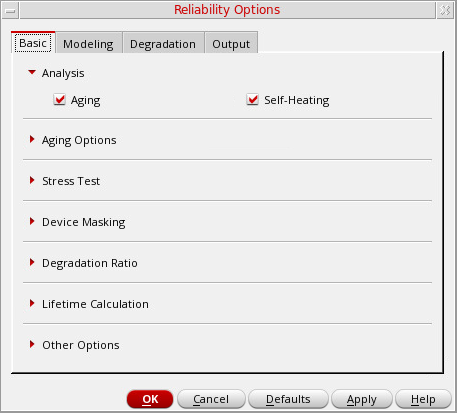 Reliability Options
Basic Modeling Degradation Output
Analysis
Aging Self-Heating
Aging Options
Stress Test
Device Masking
Degradation Ratio
Lifetime Calculation
Other Options
OK Cancel Defaults Apply Help